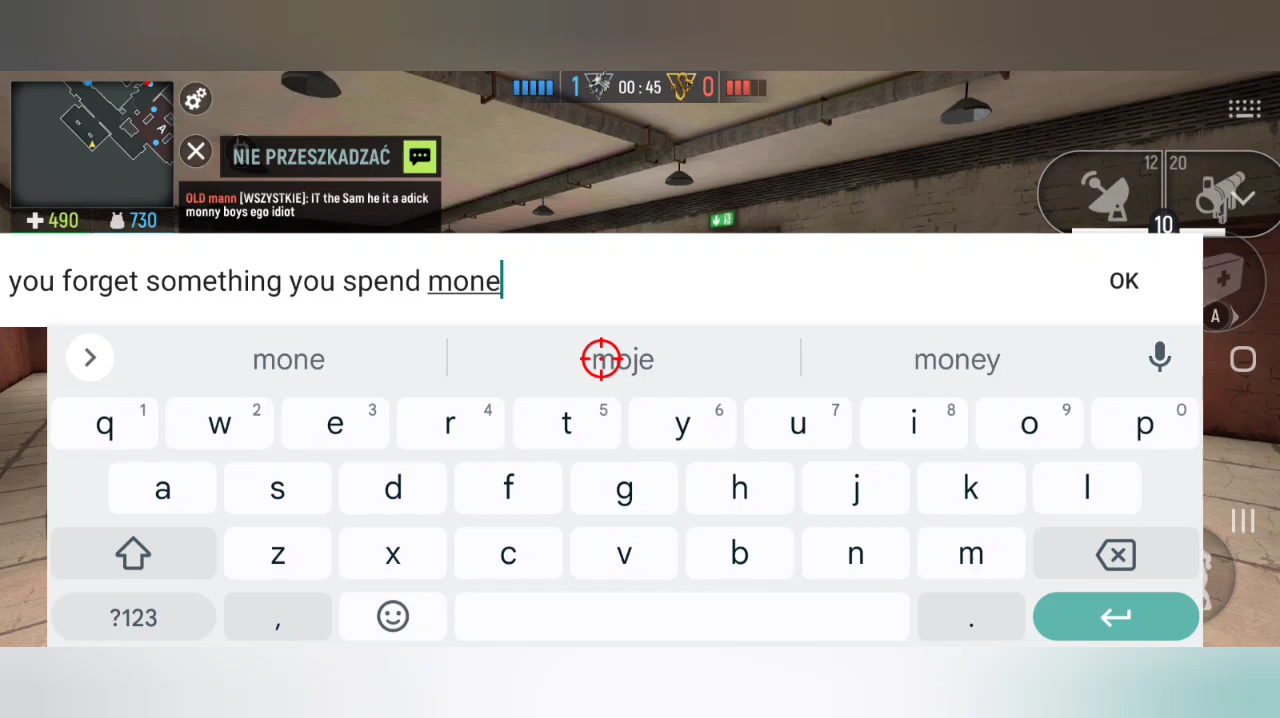 1 00 : 45 0
NIE PRZESZKADZAĆ
12 20
A
OLD mann [WSZYSTKIE]: IT the Sam he it a adick
monny boys ego idiot
490 730
10
you forget something you spend mone
OK
A
mone moje money
q 1 w 2 e 3 r 4 t 5 y 6 u 7 i 8 o 9 p 0
a s d f g h j k l
z x c v b n m
?123 , .